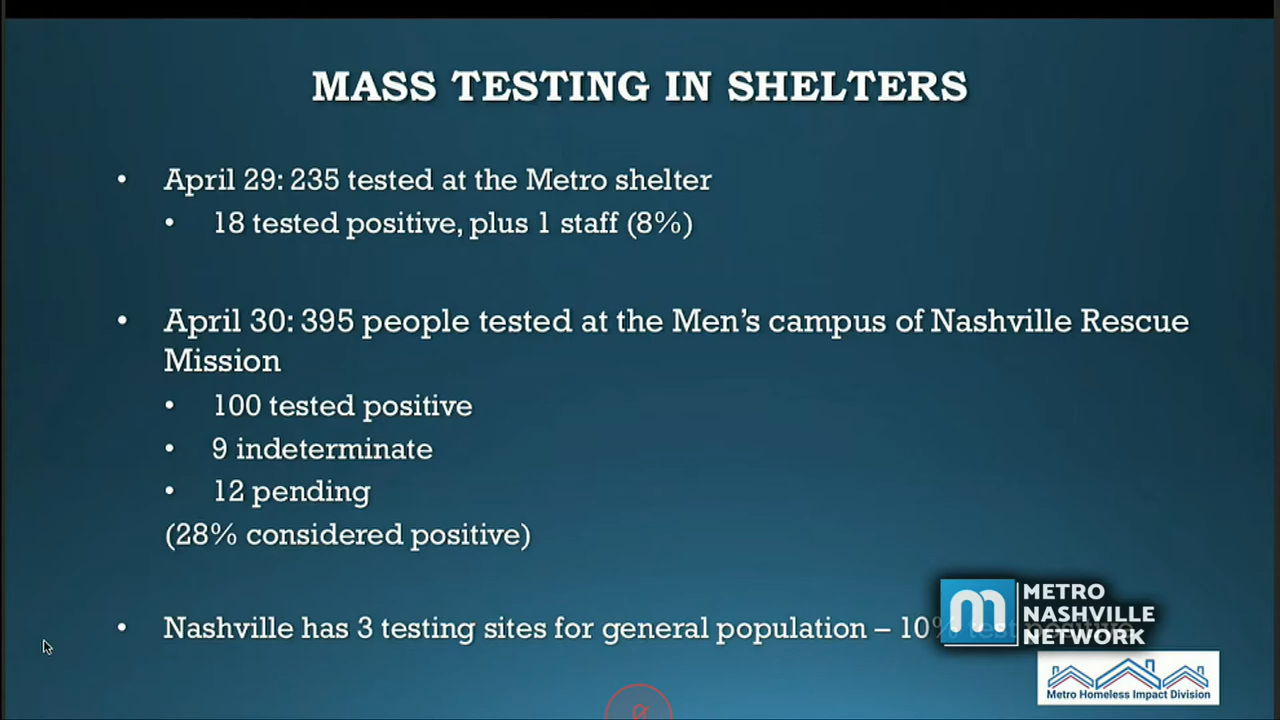 MASS TESTING IN SHELTERS
• April 29: 235 tested at the Metro shelter
• 18 tested positive, plus 1 staff (8%)
• April 30: 395 people tested at the Men's campus of Nashville Rescue
Mission
• 100 tested positive
• 9 indeterminate
• 12 pending
(28% considered positive)
• Nashville has 3 testing sites for general population – 10% test positive
METRO
NASHVILLE
NETWORK
Metro Homeless Impact Division